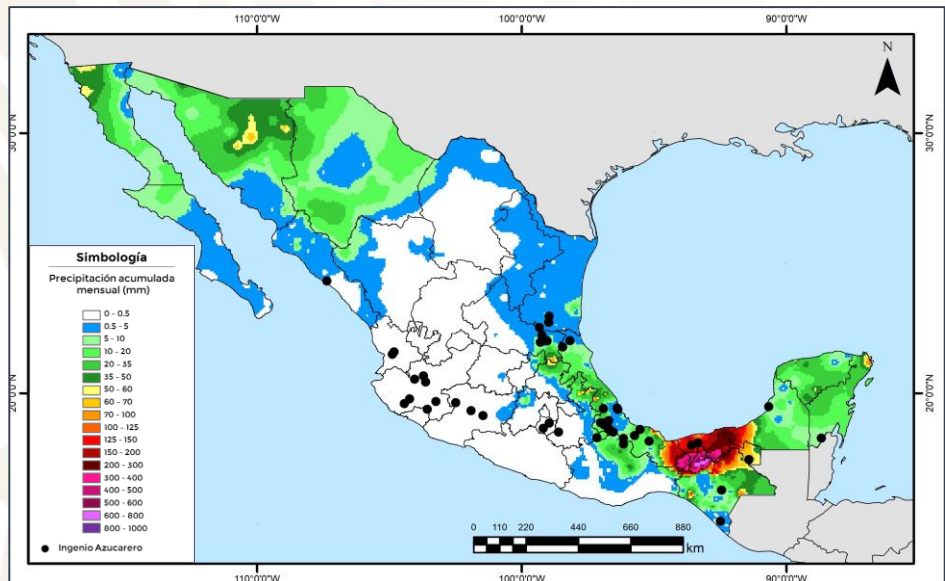 110°0'0"W
100°0'0"W
90°0'0"W
N
30°0'0"N
30°0'0"N
Simbología
Precipitación acumulada
mensual (mm)
0 - 0.5
0.5 - 5
5 - 10
10 - 20
20 - 35
35 - 50
50 - 60
60 - 70
70 - 100
100 - 125
125 - 150
150 - 200
200 - 300
300 - 400
400 - 500
500 - 600
600 - 800
800 - 1000
Ingenio Azucarero
20°0'0"N
20°0'0"N
0 110 220 440 660 880
km
110°0'0"W
100°0'0"W
90°0'0"W